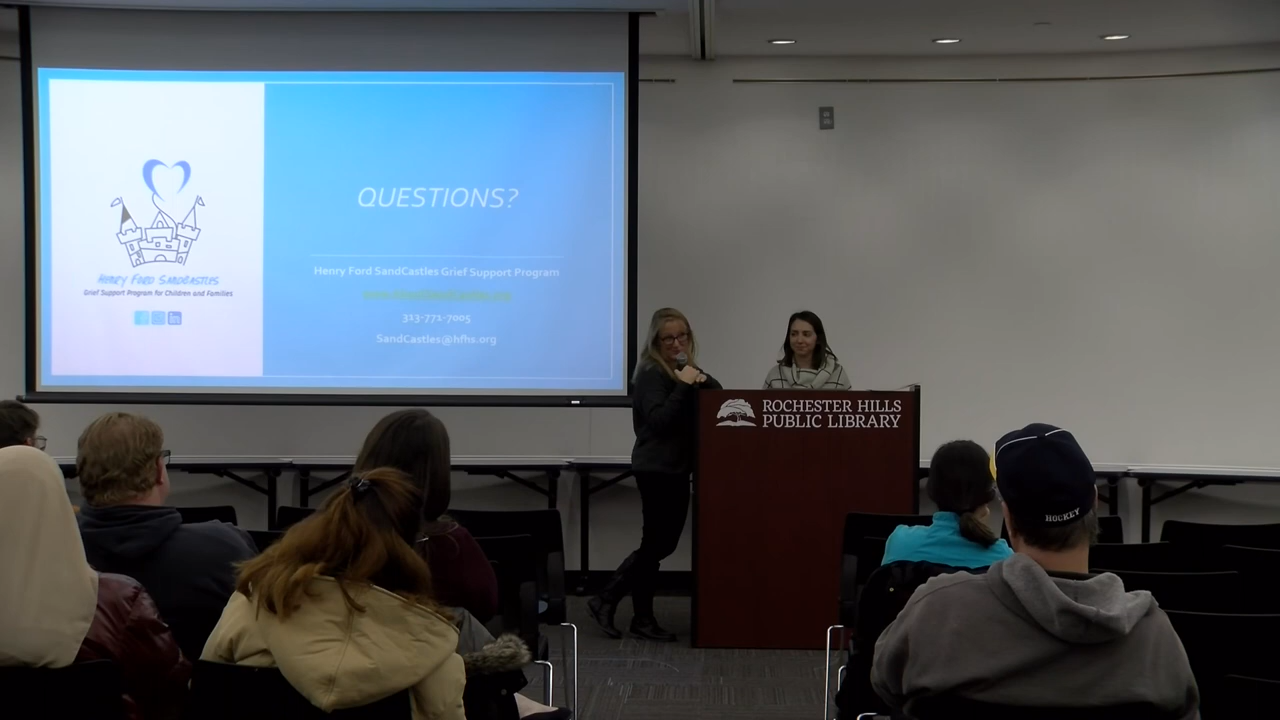 QUESTIONS?
HENRY FORD SANDCASTLES
Grief Support Program for Children and Families
in
Henry Ford SandCastles Grief Support Program
313-771-7005
SandCastles@hfhs.org
ROCHESTER HILLS
PUBLIC LIBRARY
HOCKEY